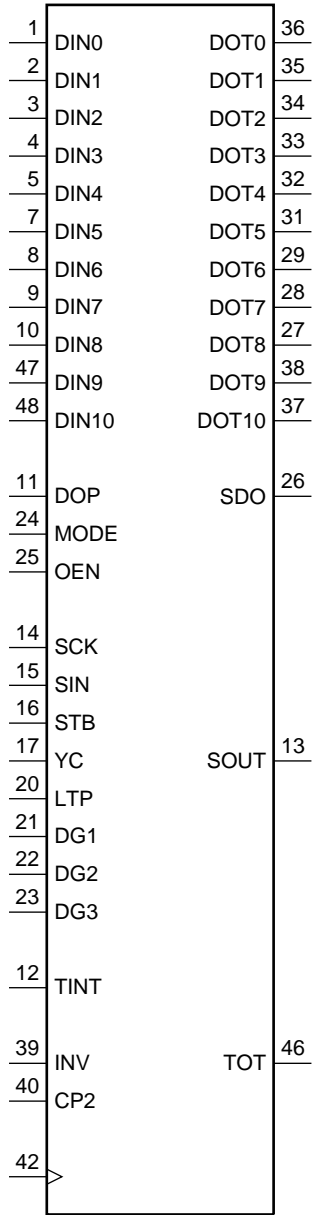 1 DIN0 DOT0 36
2 DIN1 DOT1 35
3 DIN2 DOT2 34
4 DIN3 DOT3 33
5 DIN4 DOT4 32
7 DIN5 DOT5 31
8 DIN6 DOT6 29
9 DIN7 DOT7 28
10 DIN8 DOT8 27
47 DIN9 DOT9 38
48 DIN10 DOT10 37
11 DOP SDO 26
24 MODE
25 OEN
14 SCK
15 SIN
16 STB
17 YC SOUT 13
20 LTP
21 DG1
22 DG2
23 DG3
12 TINT
39 INV TOT 46
40 CP2
42